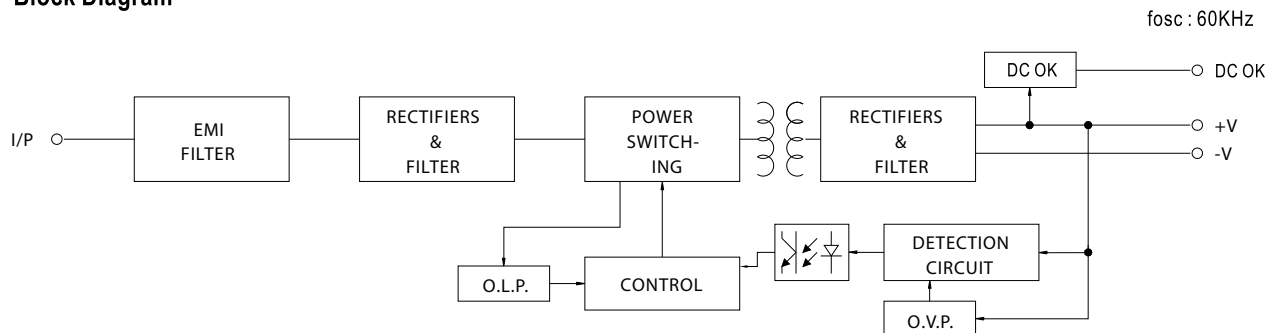 Block Diagram
fosc : 60KHz
DC OK
DC OK
I/P
EMI
FILTER
RECTIFIERS
&
FILTER
POWER
SWITCH-
ING
RECTIFIERS
&
FILTER
+V
-V
O.L.P.
CONTROL
DETECTION
CIRCUIT
O.V.P.